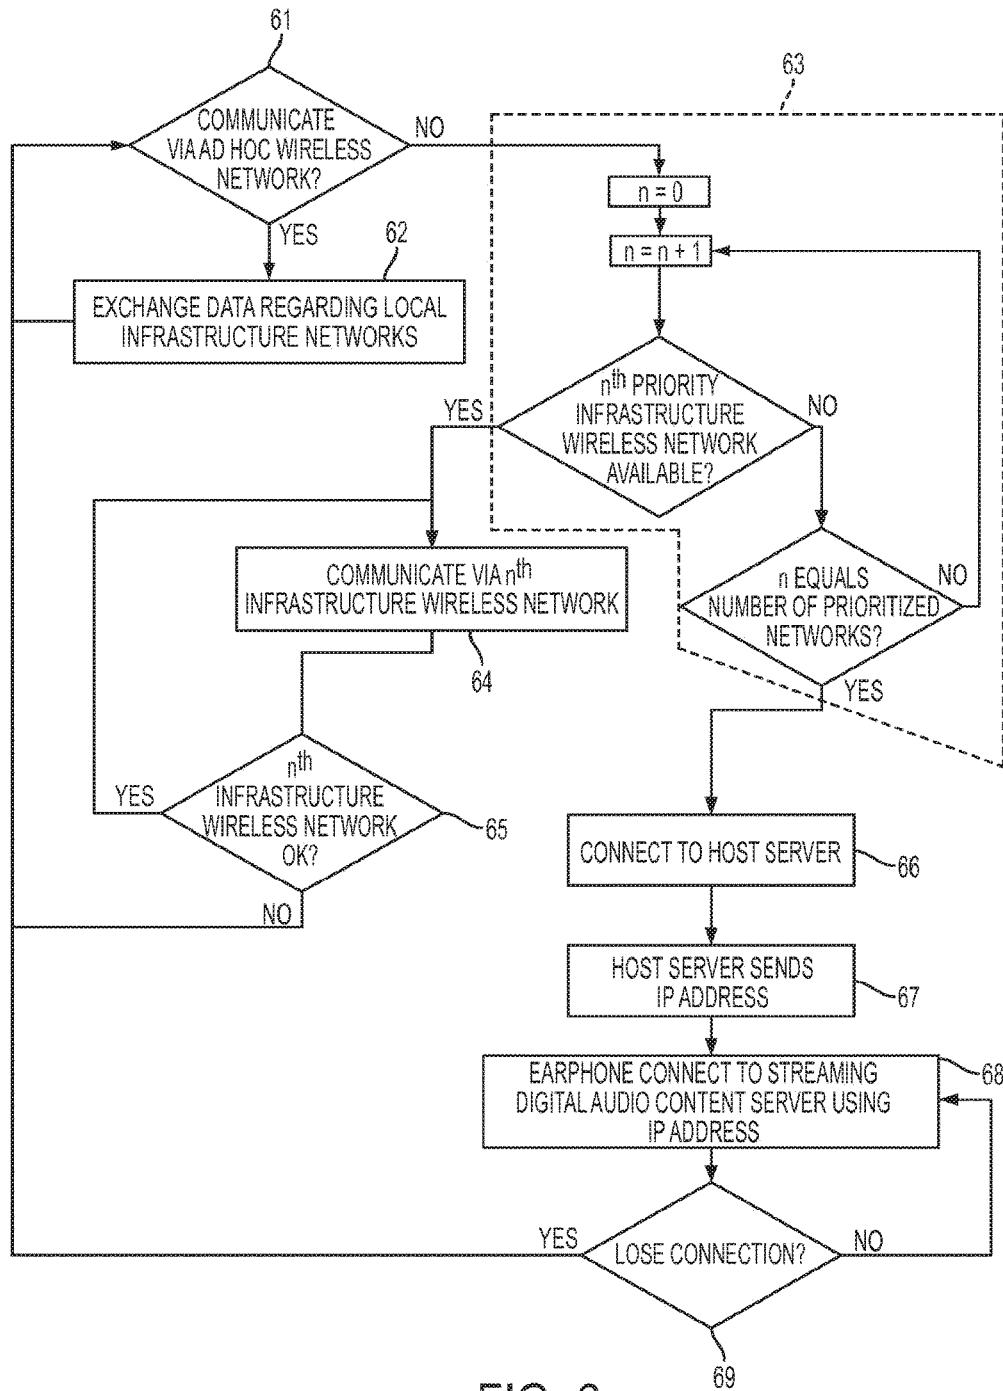 61
COMMUNICATE
VIA AD HOC WIRELESS
NETWORK?
NO
YES
62
EXCHANGE DATA REGARDING LOCAL
INFRASTRUCTURE NETWORKS
63
n = 0
n = n + 1
nth PRIORITY
INFRASTRUCTURE
WIRELESS NETWORK
AVAILABLE?
YES
NO
n EQUALS
NUMBER OF PRIORITIZED
NETWORKS?
NO
YES
COMMUNICATE VIA nth
INFRASTRUCTURE WIRELESS NETWORK
64
nth
INFRASTRUCTURE
WIRELESS NETWORK
OK?
YES
65
NO
CONNECT TO HOST SERVER
66
HOST SERVER SENDS
IP ADDRESS
67
EARPHONE CONNECT TO STREAMING
DIGITAL AUDIO CONTENT SERVER USING
IP ADDRESS
68
LOSE CONNECTION?
YES
NO
69
FIG.